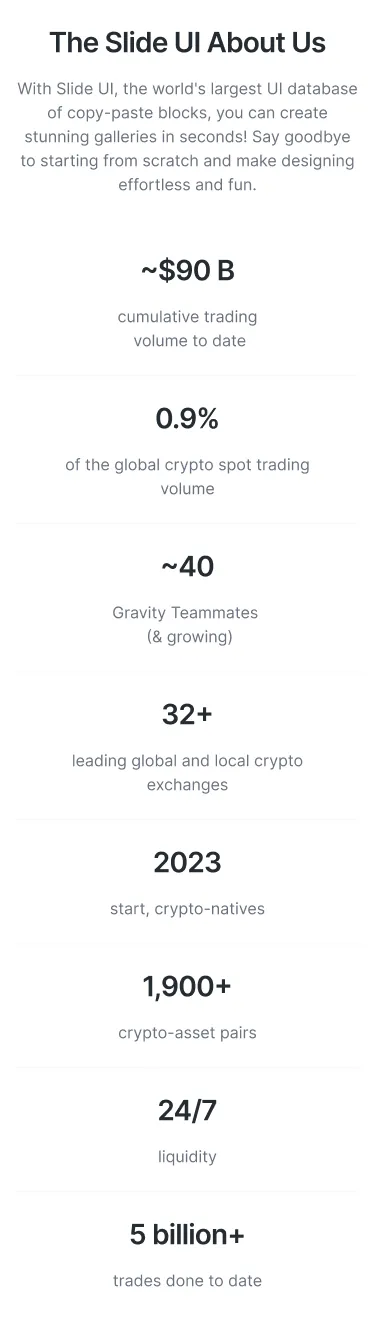 The Slide UI About Us
With Slide UI, the world's largest UI database
of copy-paste blocks, you can create
stunning galleries in seconds! Say goodbye
to starting from scratch and make designing
effortless and fun.
~$90 B
cumulative trading
volume to date
0.9%
of the global crypto spot trading
volume
~40
Gravity Teammates
(& growing)
32+
leading global and local crypto
exchanges
2023
start, crypto-natives
1,900+
crypto-asset pairs
24/7
liquidity
5 billion+
trades done to date